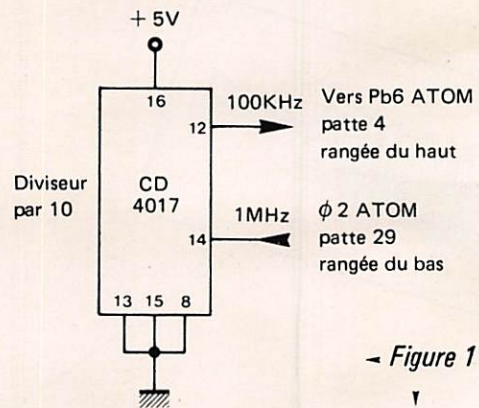 + 5V
16
100KHz
Vers Pb6 ATOM
12
patte 4
rangée du haut
Diviseur
par 10
CD
4017
1MHz
ϕ 2 ATOM
14
patte 29
rangée du bas
13 15 8
Figure 1